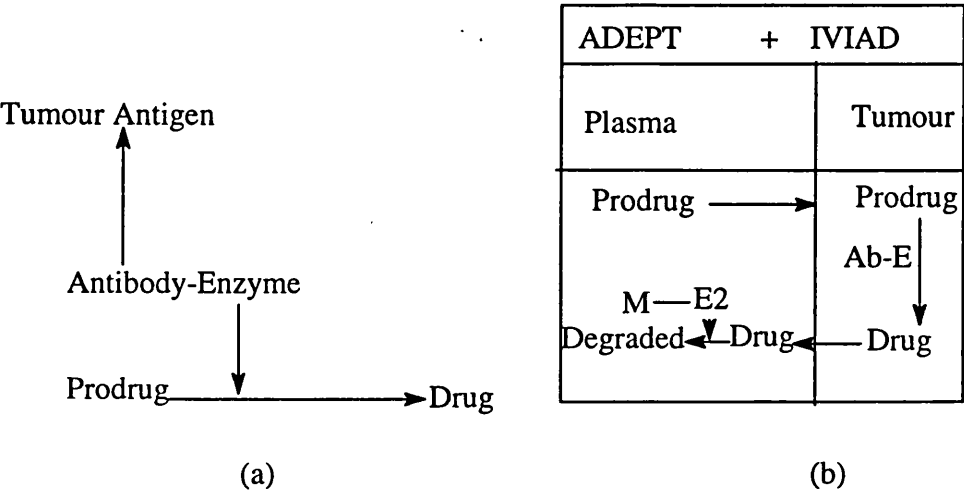 Tumour Antigen
Antibody-Enzyme
Prodrug
Drug
(a)
ADEPT + IVIAD
Plasma
Tumour
Prodrug
Prodrug
Ab-E
M E2
Degraded Drug Drug
(b)